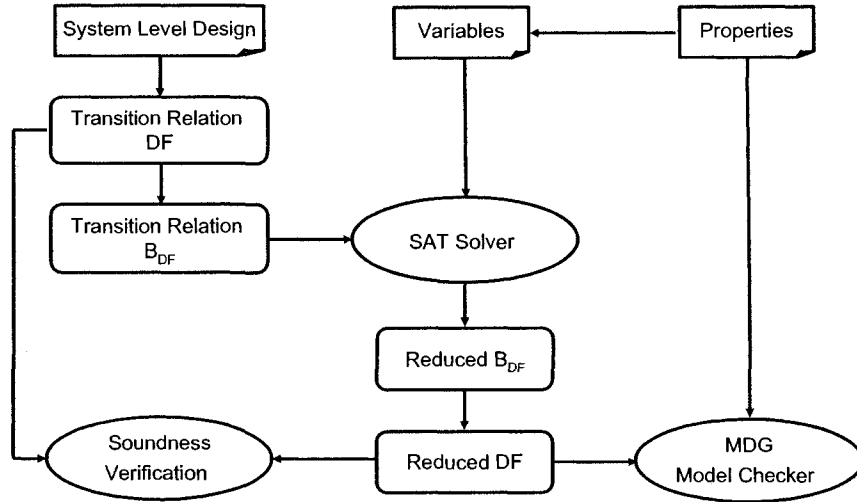 System Level Design
Variables
Properties
Transition Relation
DF
Transition Relation
B_DF
SAT Solver
Reduced B_DF
Soundness
Verification
Reduced DF
MDG
Model Checker